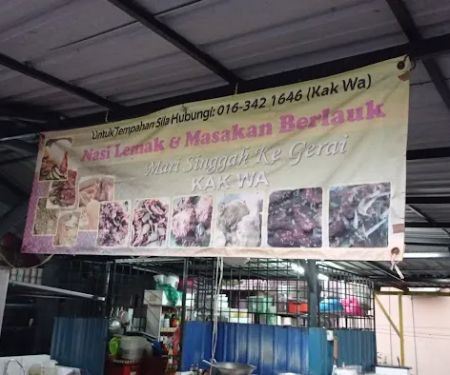 Untuk Tempahan Sila Hubungi: 016-342 1646 (Kak Wa)
Nasi Lemak & Masakan Berlauk
Mari Singgah Ke Gerai
KAK WA